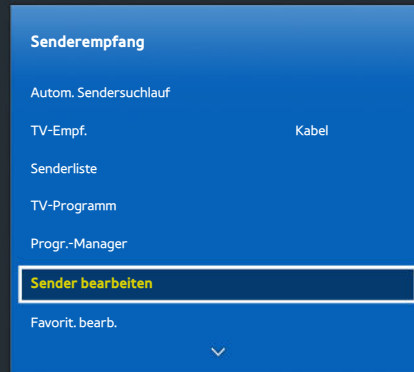 Senderempfang
Autom. Sendersuchlauf
TV-Empf. Kabel
Senderliste
TV-Programm
Progr.-Manager
Sender bearbeiten
Favorit. bearb.